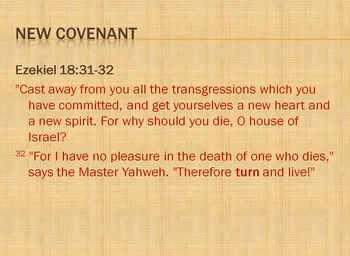 NEW COVENANT
Ezekiel 18:31-32
"Cast away from you all the transgressions which you
have committed, and get yourselves a new heart and
a new spirit. For why should you die, O house of
Israel?
32 "For I have no pleasure in the death of one who dies,"
says the Master Yahweh. "Therefore turn and live!"